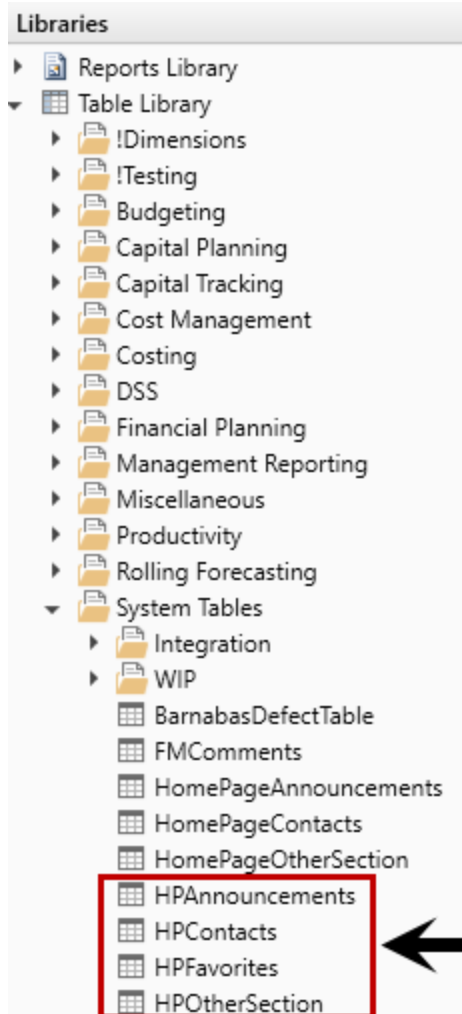 Libraries
Reports Library
Table Library
!Dimensions
!Testing
Budgeting
Capital Planning
Capital Tracking
Cost Management
Costing
DSS
Financial Planning
Management Reporting
Miscellaneous
Productivity
Rolling Forecasting
System Tables
Integration
WIP
BarnabasDefectTable
FMComments
HomePageAnnouncements
HomePageContacts
HomePageOtherSection
HPAnnouncements
HPContacts
HPFavorites
HPOtherSection